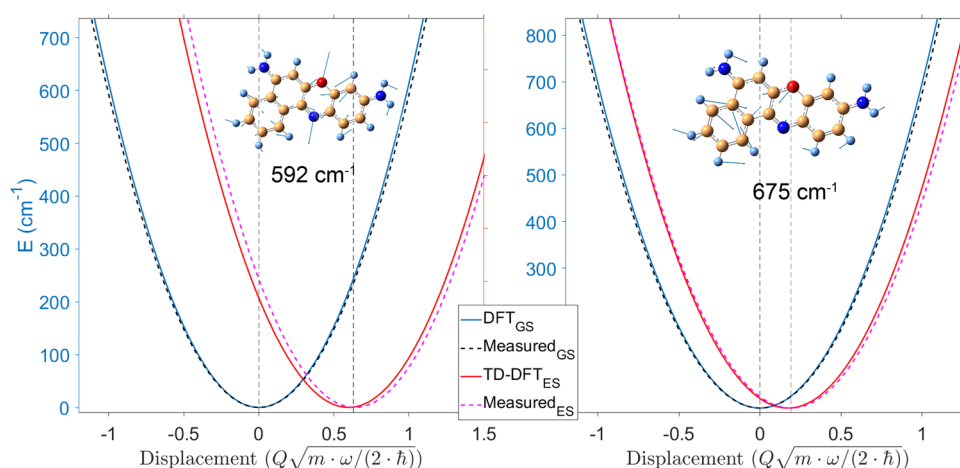 700
600
500
400
300
200
100
0
E (cm⁻¹)
592 cm⁻¹
-1 -0.5 0 0.5 1 1.5
Displacement (Q√m · ω/(2 · ℏ))
DFT_GS
Measured_GS
TD-DFT_ES
Measured_ES
800
700
600
500
400
300
675 cm⁻¹
-1 -0.5 0 0.5 1
Displacement (Q√m · ω/(2 · ℏ))